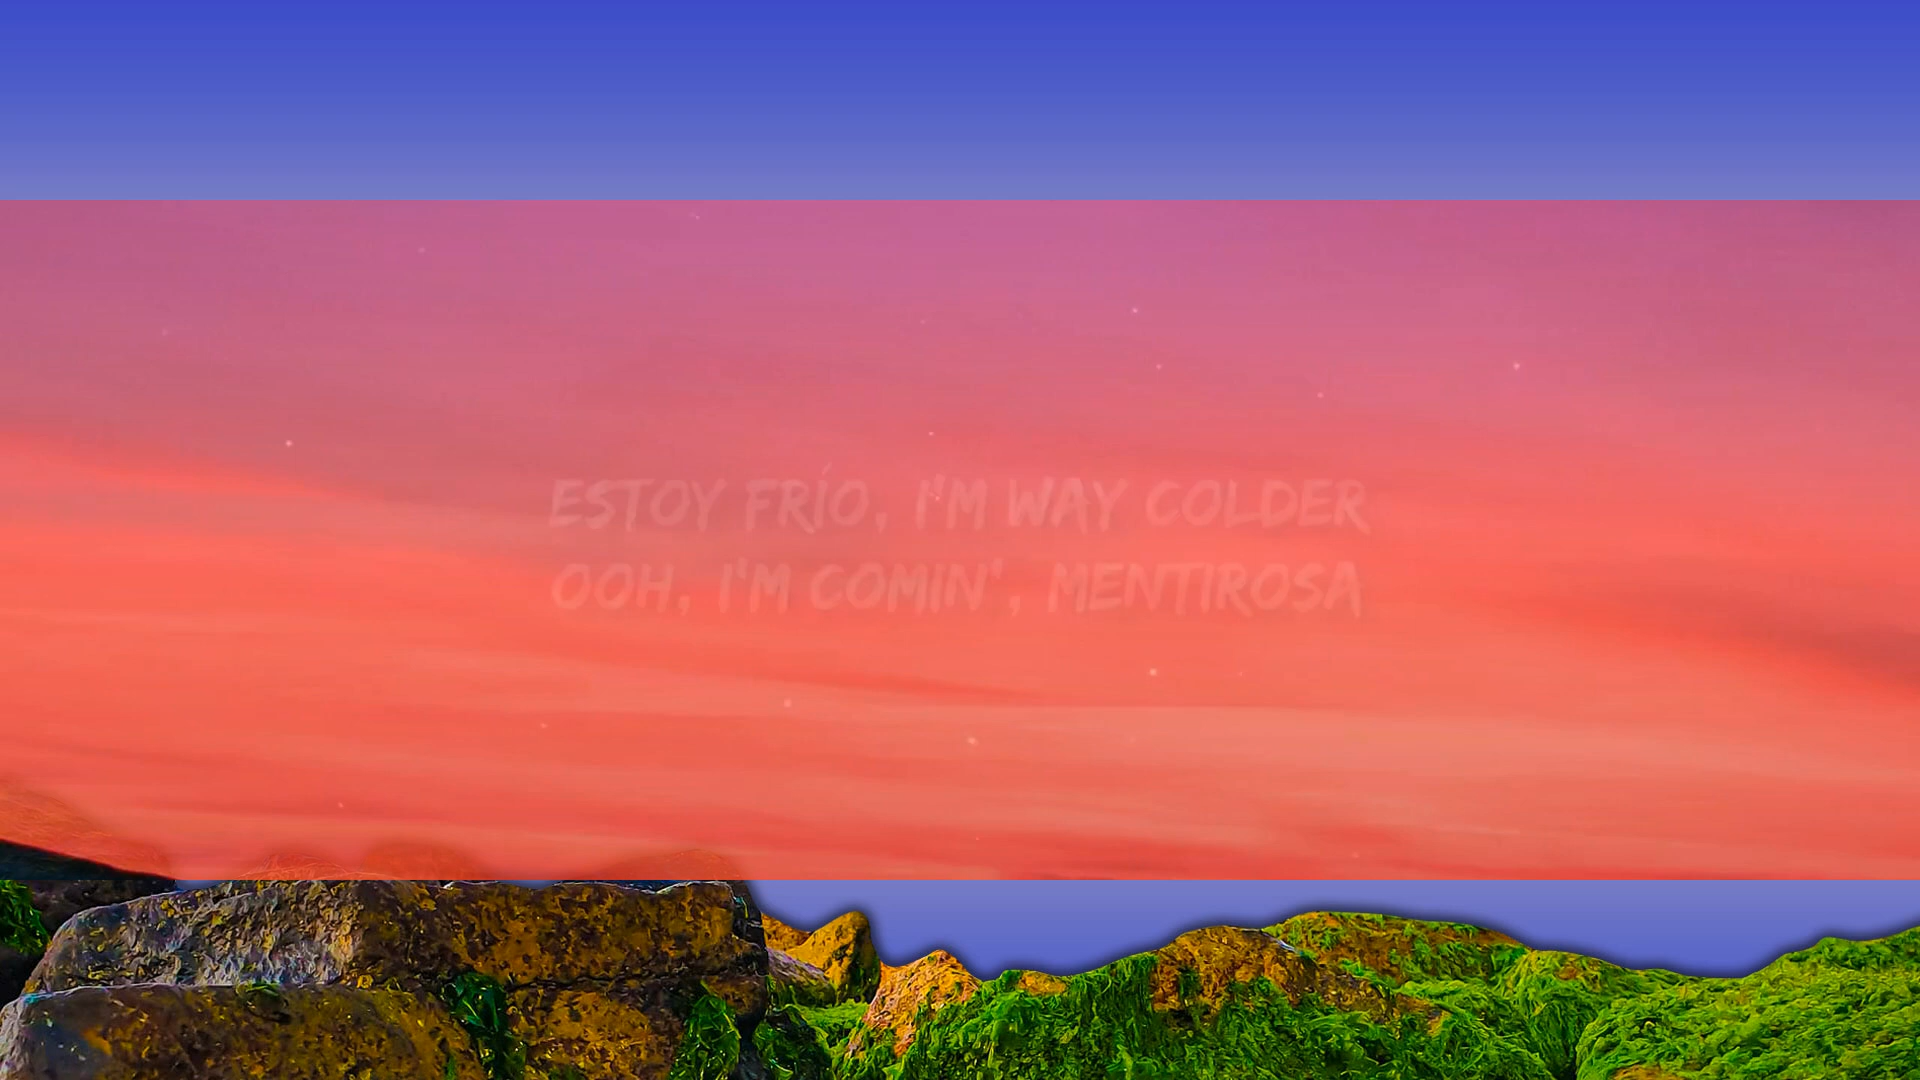 ESTOY FRÍO, I'M WAY COLDER
OOH, I'M COMIN', MENTIROSA